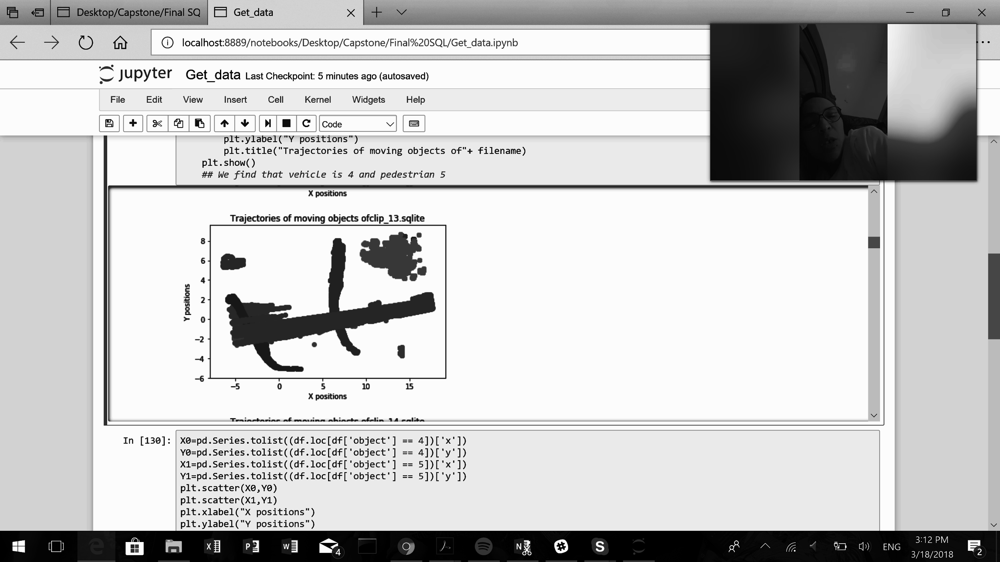 Desktop/Capstone/Final SQ
Get_data
localhost:8889/notebooks/Desktop/Capstone/Final%20SQL/Get_data.ipynb
jupyter Get_data Last Checkpoint: 5 minutes ago (autosaved)
File Edit View Insert Cell Kernel Widgets Help
Code
plt.ylabel("Y positions")
plt.title("Trajectories of moving objects of"+ filename)
plt.show()
## We find that vehicle is 4 and pedestrian 5
X positions
Trajectories of moving objects ofclip_13.sqlite
8
6
4
2
0
−2
−4
−6
Y positions
−5 0 5 10 15
X positions
Trajectories of moving objects ofclip_14.sqlite
In [130]:
X0=pd.Series.tolist((df.loc[df['object'] == 4])['x'])
Y0=pd.Series.tolist((df.loc[df['object'] == 4])['y'])
X1=pd.Series.tolist((df.loc[df['object'] == 5])['x'])
Y1=pd.Series.tolist((df.loc[df['object'] == 5])['y'])
plt.scatter(X0,Y0)
plt.scatter(X1,Y1)
plt.xlabel("X positions")
plt.ylabel("Y positions")
4
ENG
3:12 PM
3/18/2018
2